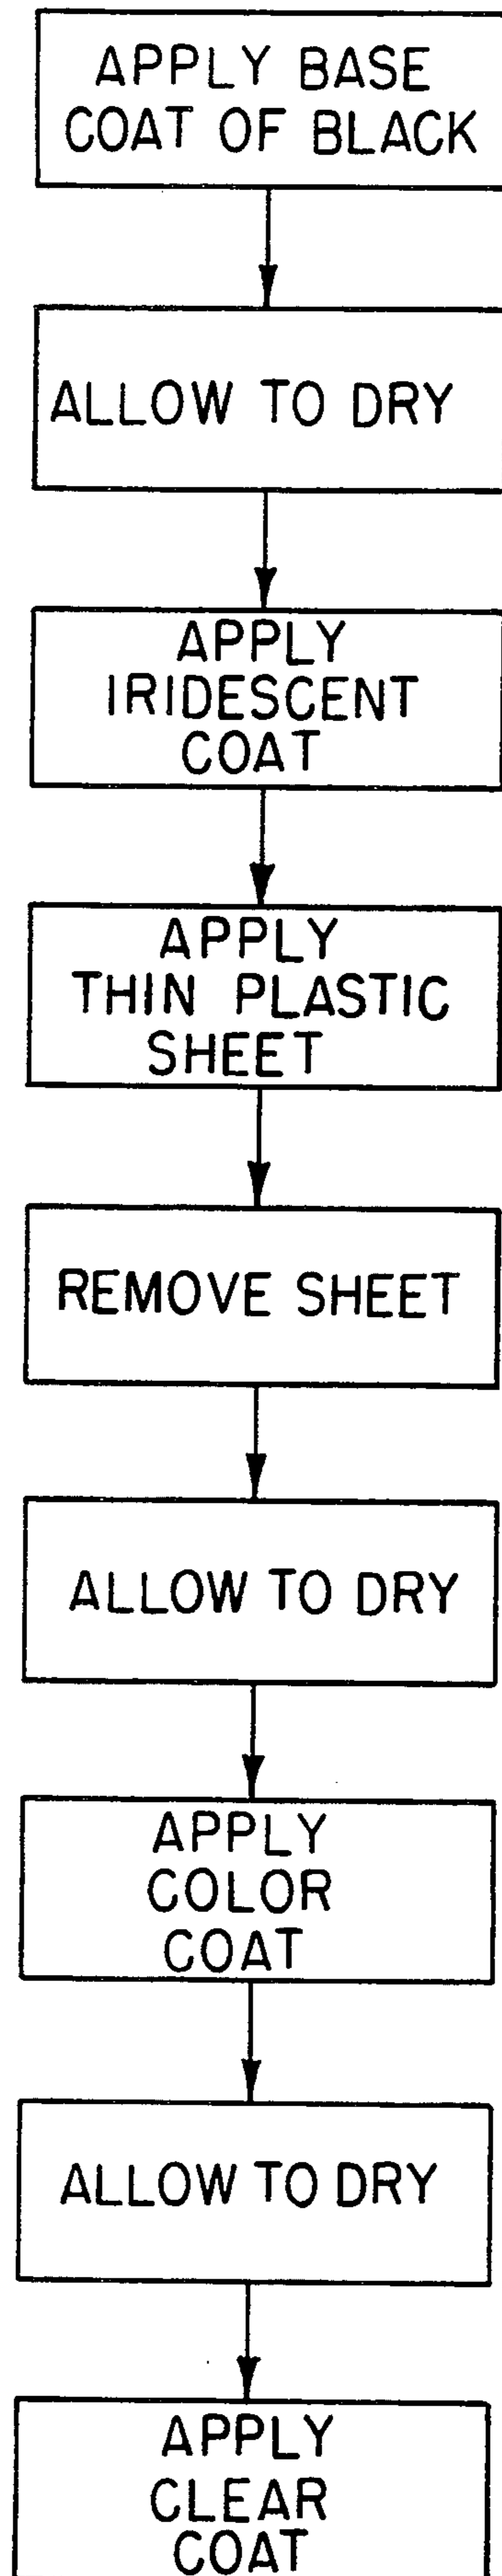 APPLY BASE
COAT OF BLACK
ALLOW TO DRY
APPLY
IRIDESCENT
COAT
APPLY
THIN PLASTIC
SHEET
REMOVE SHEET
ALLOW TO DRY
APPLY
COLOR
COAT
ALLOW TO DRY
APPLY
CLEAR
COAT